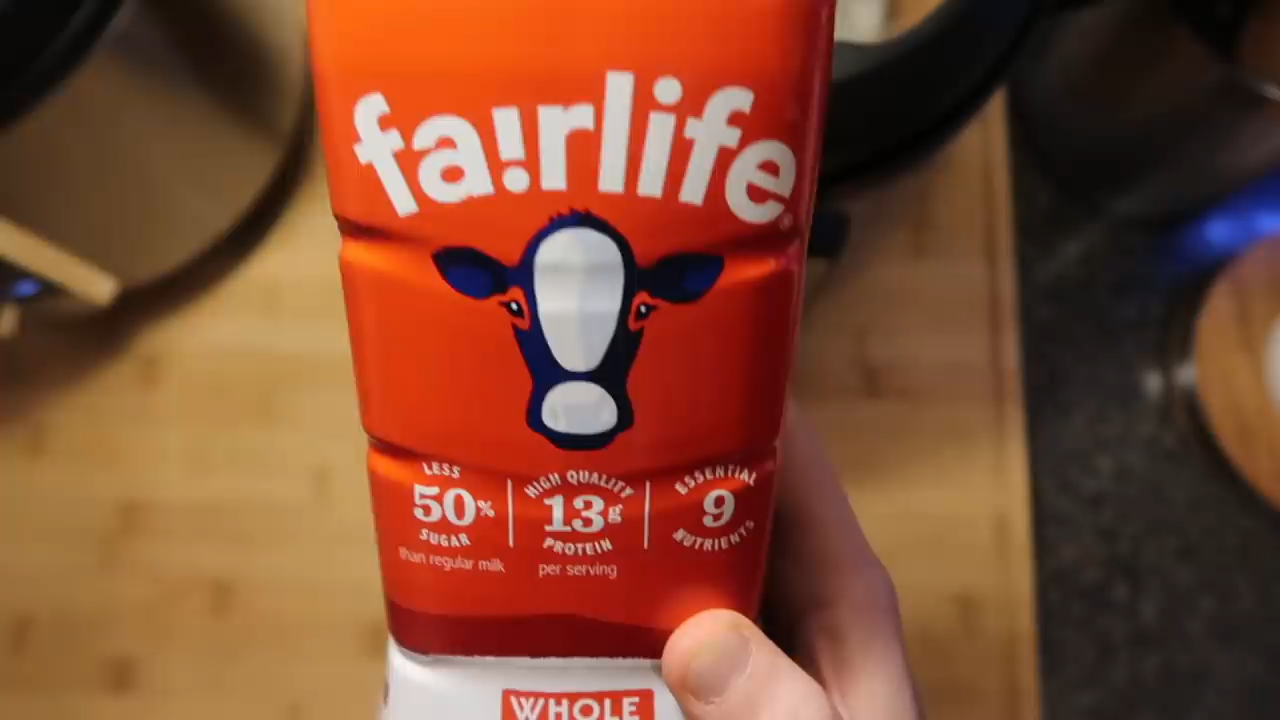 fa!rlife®
LESS
50%
SUGAR
than regular milk
HIGH QUALITY
13g
PROTEIN
per serving
ESSENTIAL
9
NUTRIENTS
WHOLE